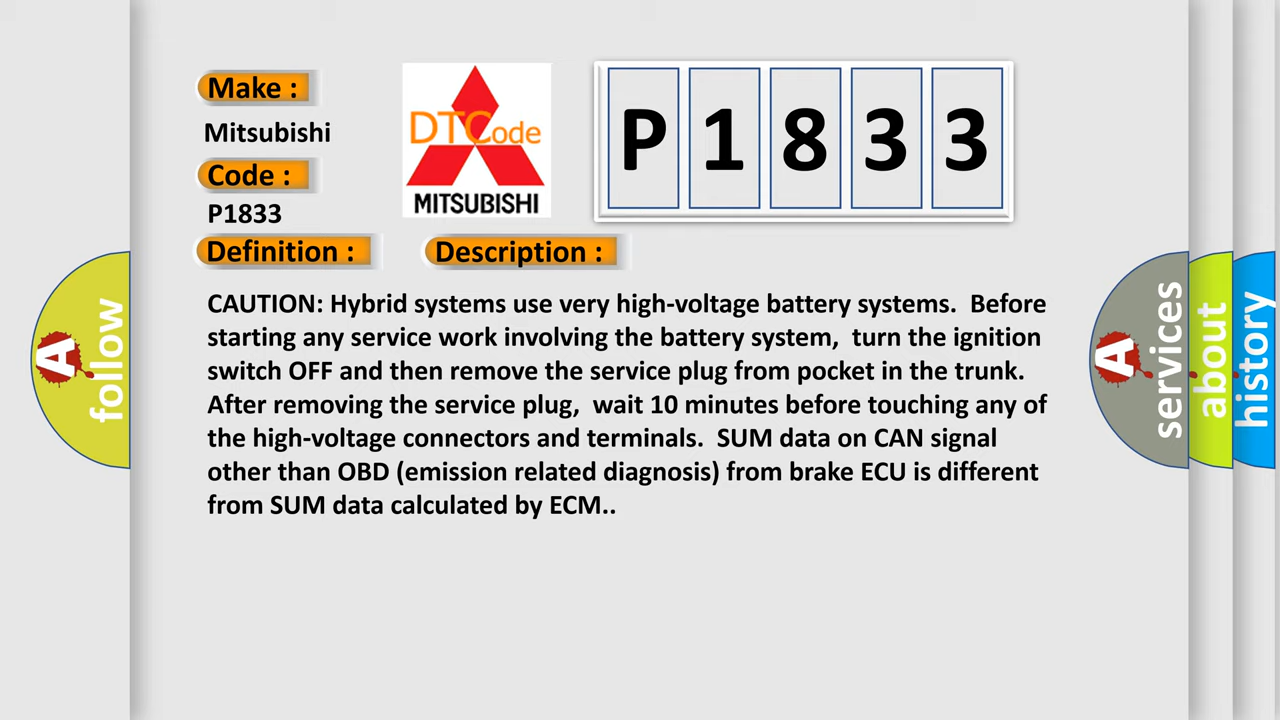 Make :
Mitsubishi
Code :
P1833
Definition :
Description :
DTCode
MITSUBISHI
P 1 8 3 3
CAUTION: Hybrid systems use very high-voltage battery systems. Before
starting any service work involving the battery system, turn the ignition
switch OFF and then remove the service plug from pocket in the trunk.
After removing the service plug, wait 10 minutes before touching any of
the high-voltage connectors and terminals. SUM data on CAN signal
other than OBD (emission related diagnosis) from brake ECU is different
from SUM data calculated by ECM..
A follow
A services
about
history